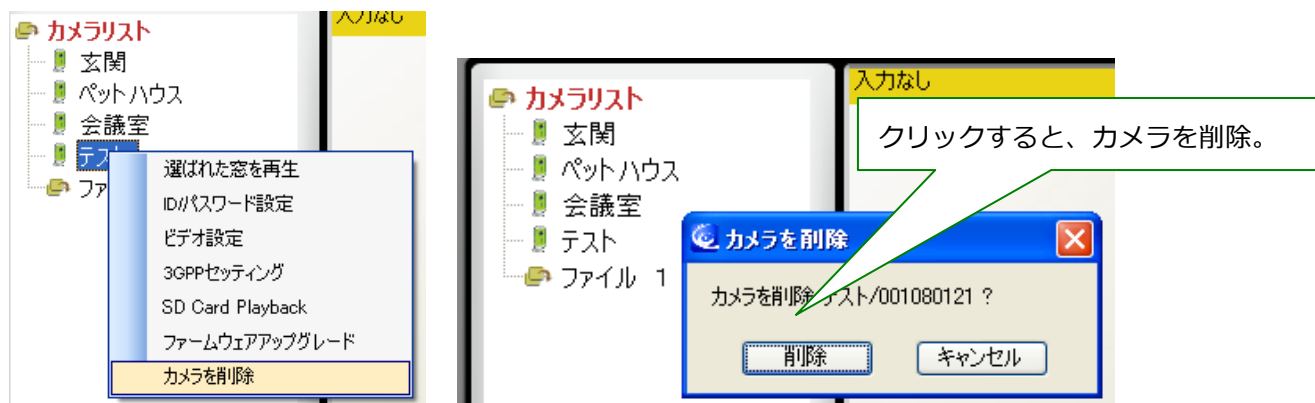 カメラリスト
玄関
ペットハウス
会議室
テス
ファ
選ばれた窓を再生
ID/パスワード設定
ビデオ設定
3GPPセッティング
SD Card Playback
ファームウェアアップグレード
カメラを削除
入力なし
カメラリスト
玄関
ペットハウス
会議室
テスト
ファイル 1
入力なし
クリックすると、カメラを削除。
カメラを削除
カメラを削除 テスト/001080121 ?
削除
キャンセル